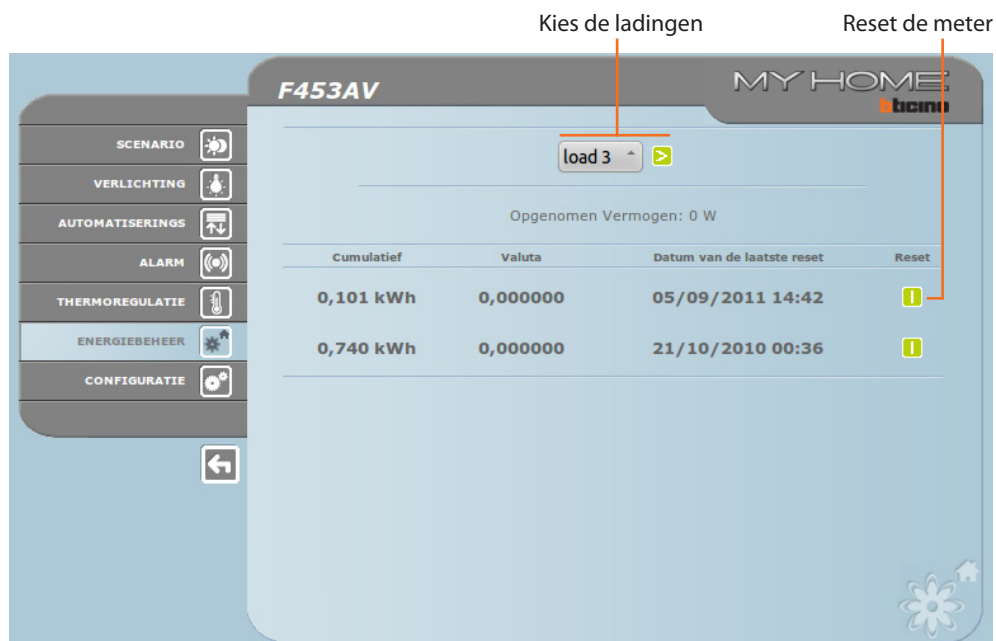 Kies de ladingen Reset de meter
F453AV MY HOME
bticino
SCENARIO
VERLICHTING
AUTOMATISERINGS
ALARM
THERMOREGULATIE
ENERGIEBEHEER
CONFIGURATIE
load 3
Opgenomen Vermogen: 0 W
Cumulatief Valuta Datum van de laatste reset Reset
0,101 kWh 0,000000 05/09/2011 14:42
0,740 kWh 0,000000 21/10/2010 00:36